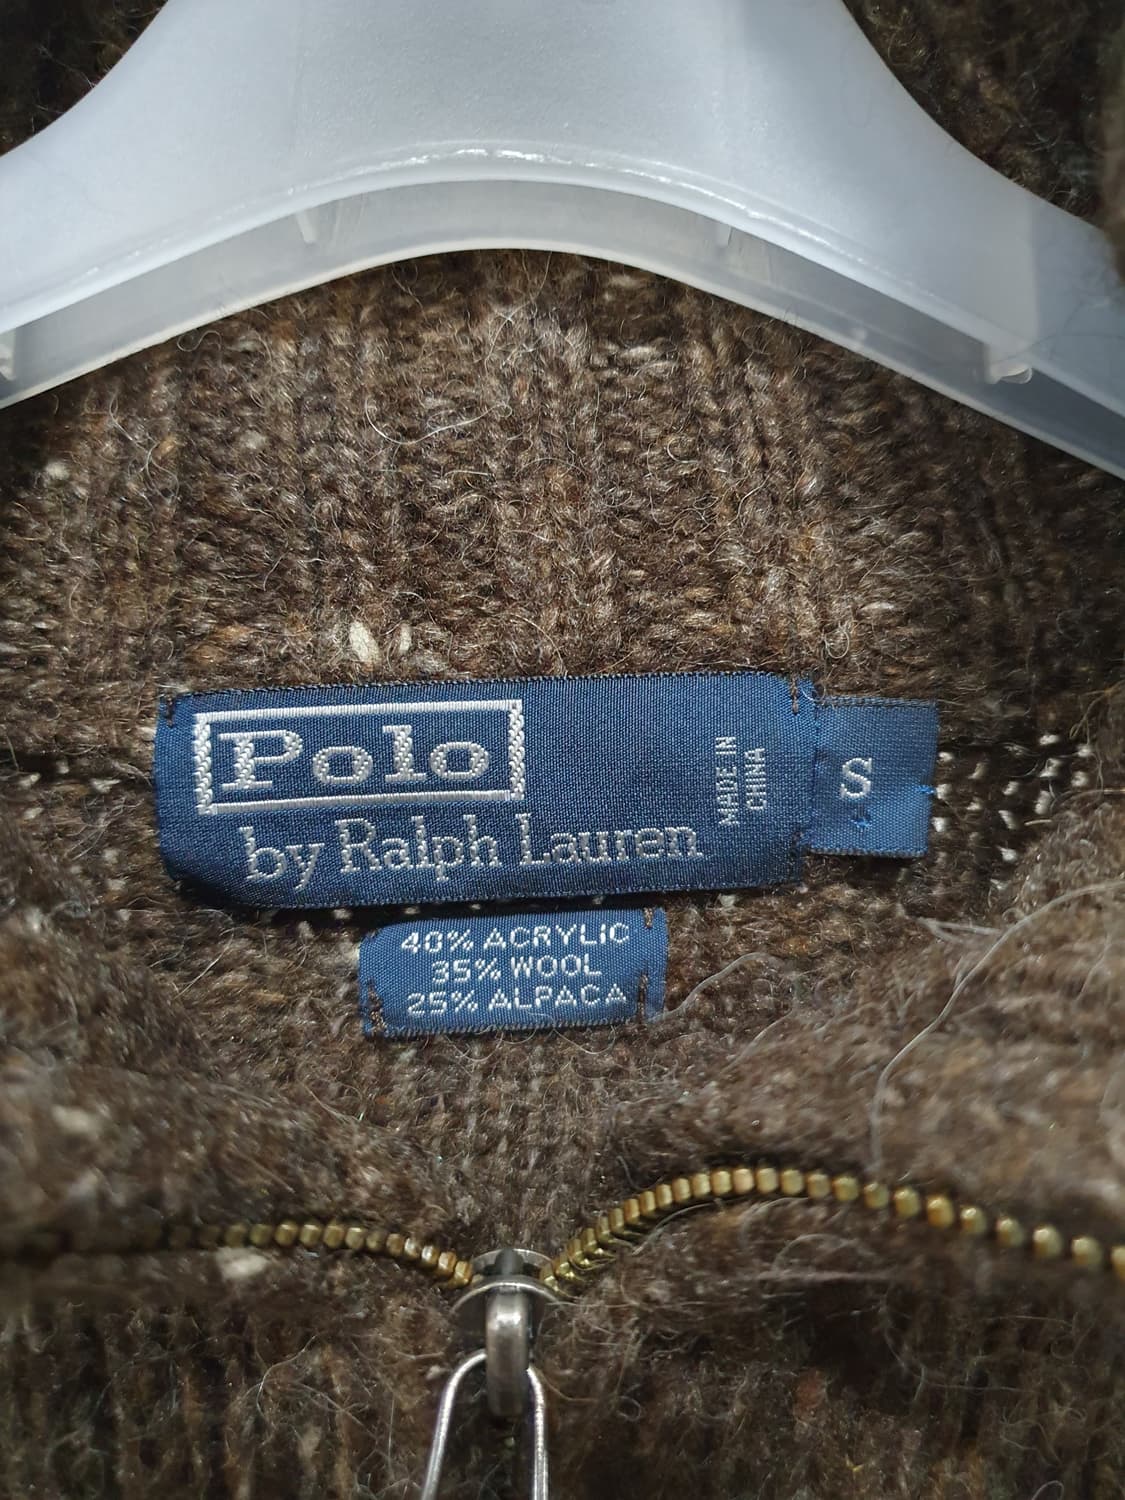 Polo
by Ralph Lauren
MADE IN
CHINA
S
40% ACRYLIC
35% WOOL
25% ALPACA